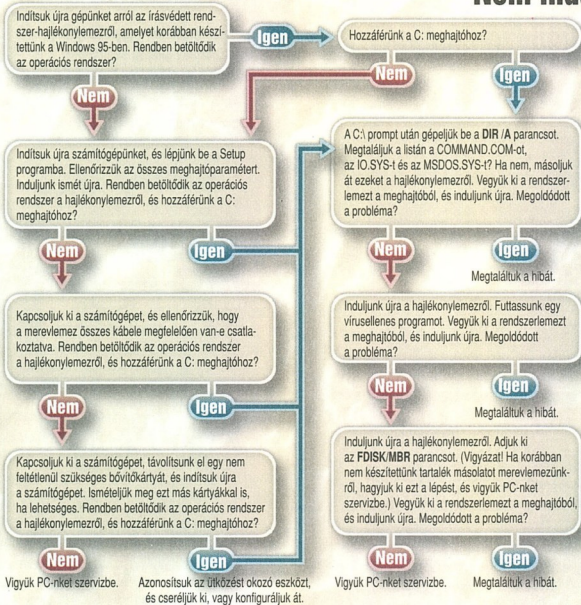 Indítsuk újra gépünket arról az írásvédett rend-
szer-hajlékonylemezről, amelyet korábban készí-
tettünk a Windows 95-ben. Rendben betöltődik
az operációs rendszer?
Igen
Nem
Hozzáférünk a C: meghajtóhoz?
Nem
Igen
Indítsuk újra számítógépünket, és lépjünk be a Setup
programba. Ellenőrizzük az összes meghajtóparamétert.
Induljunk ismét újra. Rendben betöltődik az operációs
rendszer a hajlékonylemezről, és hozzáférünk a C:
meghajtóhoz?
Nem
Igen
Kapcsoljuk ki a számítógépet, és ellenőrizzük, hogy
a merevlemez összes kábele megfelelően van-e csatla-
koztatva. Rendben betöltődik az operációs rendszer
a hajlékonylemezről, és hozzáférünk a C: meghajtóhoz?
Nem
Igen
Kapcsoljuk ki a számítógépet, távolítsunk el egy nem
feltétlenül szükséges bővítőkártyát, és indítsuk újra
a számítógépet. Ismételjük meg ezt más kártyákkal is,
ha lehetséges. Rendben betöltődik az operációs rendszer
a hajlékonylemezről, és hozzáférünk a C: meghajtóhoz?
Nem
Igen
Vigyük PC-nket szervizbe.
Azonosítsuk az ütközést okozó eszközt,
és cseréljük ki, vagy konfiguráljuk át.
A C:\ prompt után gépeljük be a DIR /A parancsot.
Megtaláljuk a listán a COMMAND.COM-ot,
az IO.SYS-t és az MSDOS.SYS-t? Ha nem, másoljuk
át ezeket a hajlékonylemezről. Vegyük ki a rendszer-
lemezt a meghajtóból, és induljunk újra. Megoldódott
a probléma?
Nem
Igen
Megtaláltuk a hibát.
Induljunk újra a hajlékonylemezről. Futtassunk egy
vírusellenes programot. Vegyük ki a rendszerlemezt
a meghajtóból, és induljunk újra. Megoldódott
a probléma?
Nem
Igen
Megtaláltuk a hibát.
Induljunk újra a hajlékonylemezről. Adjuk ki
az FDISK/MBR parancsot. (Vigyázat! Ha korábban
nem készítettünk tartalék másolatot merevlemezünk-
ről, hagyjuk ki ezt a lépést, és vigyük PC-nket
szervizbe.) Vegyük ki a rendszerlemezt a meghajtóból,
és induljunk újra. Megoldódott a probléma?
Nem
Igen
Vigyük PC-nket szervizbe.
Megtaláltuk a hibát.